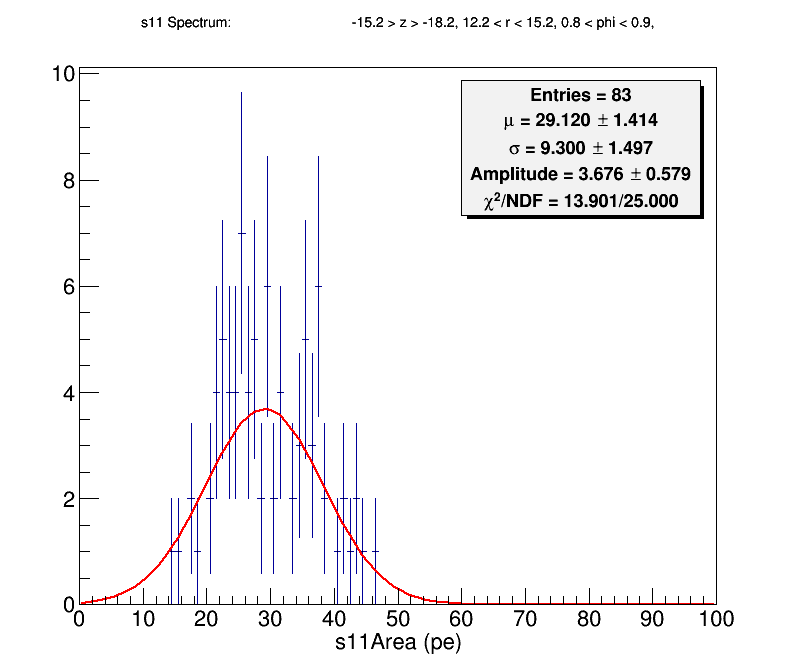 s11 Spectrum: -15.2 > z > -18.2, 12.2 < r < 15.2, 0.8 < phi < 0.9,
Entries = 83
μ = 29.120 ± 1.414
σ = 9.300 ± 1.497
Amplitude = 3.676 ± 0.579
χ²/NDF = 13.901/25.000
10
8
6
4
2
0
0 10 20 30 40 50 60 70 80 90 100
s11Area (pe)